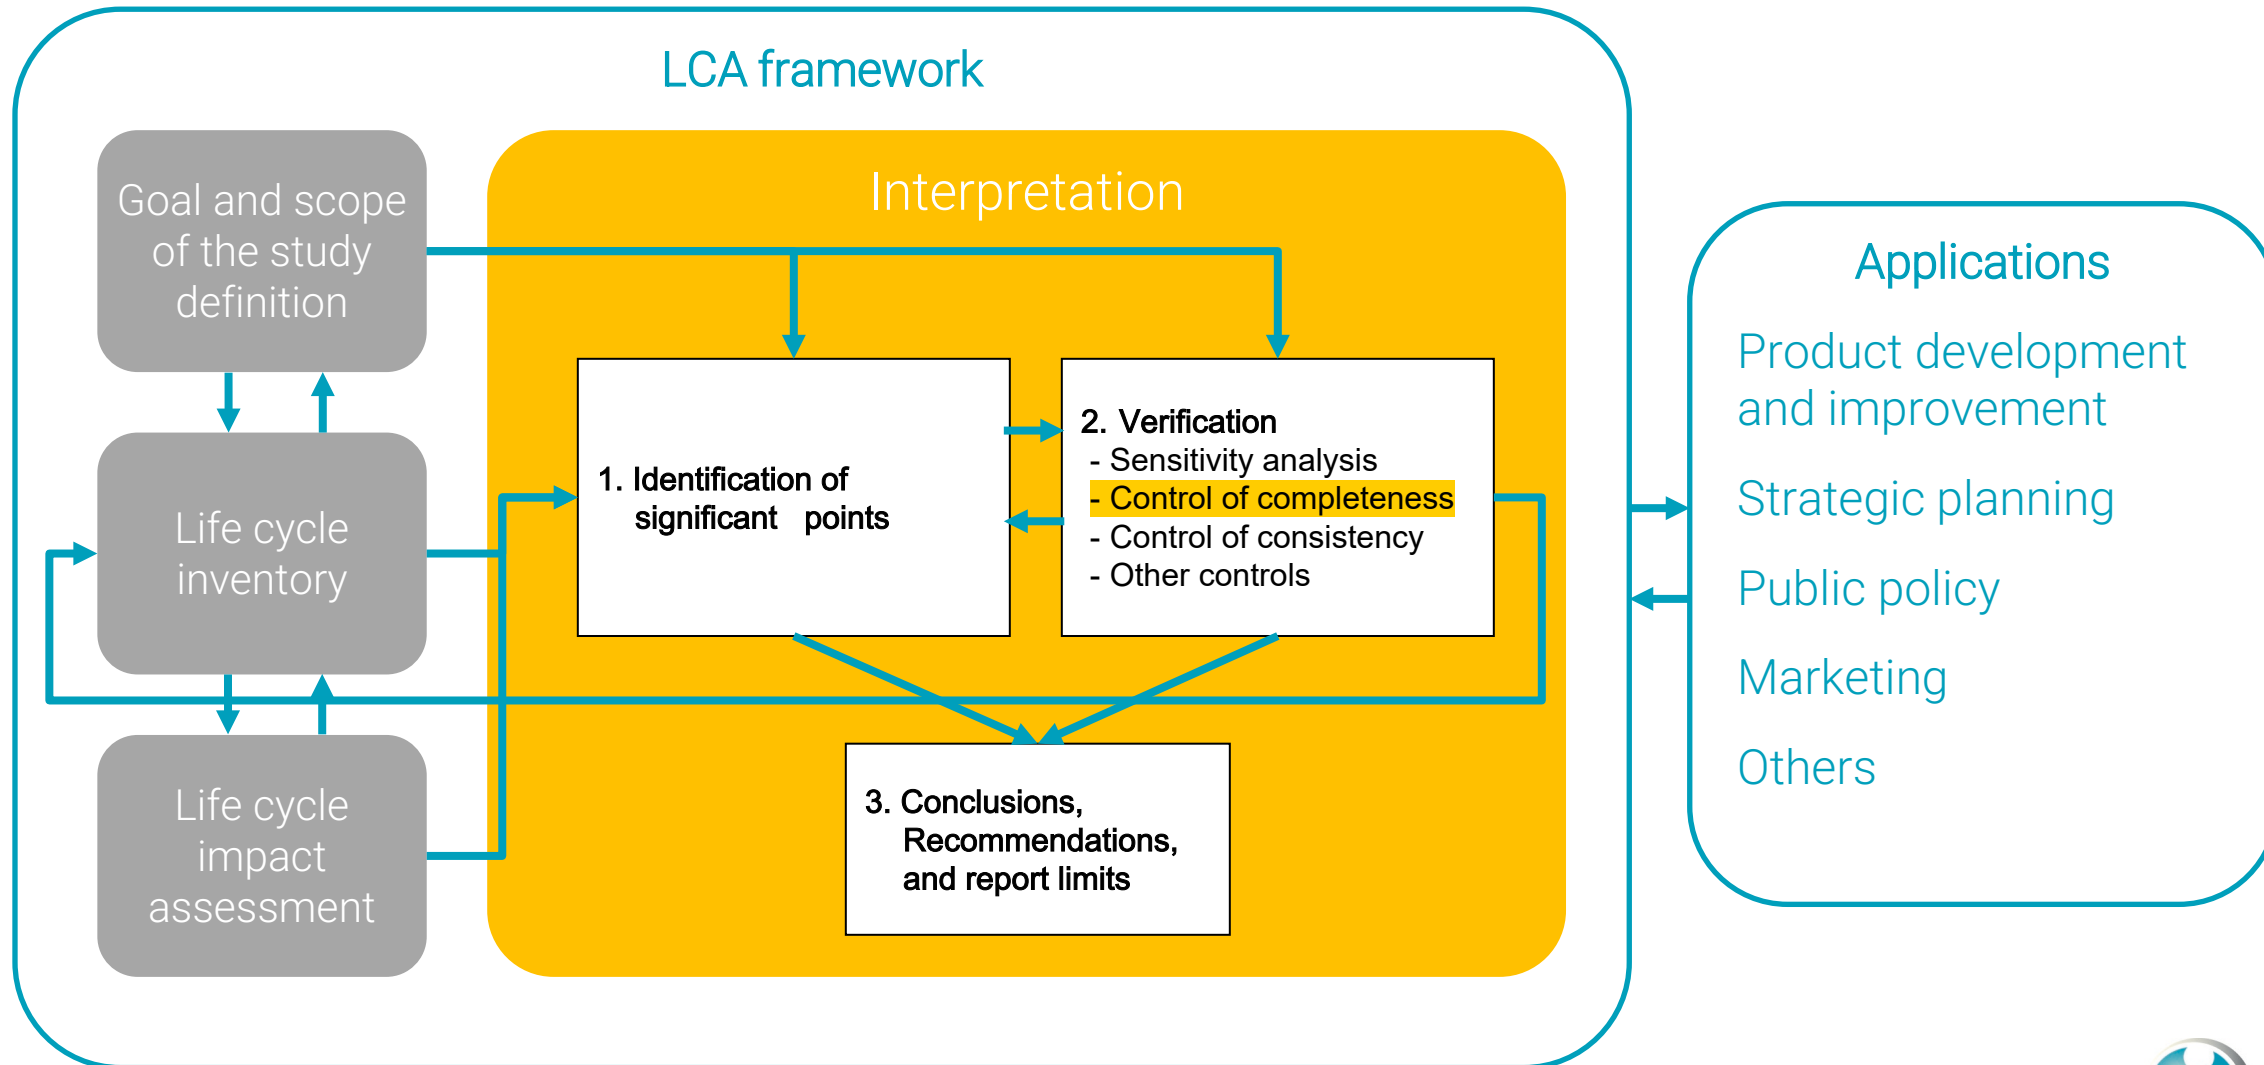 LCA framework
Goal and scope
of the study
definition
Life cycle
inventory
Life cycle
impact
assessment
Interpretation
1. Identification of
significant points
2. Verification
- Sensitivity analysis
- Control of completeness
- Control of consistency
- Other controls
3. Conclusions,
Recommendations,
and report limits
Applications
Product development
and improvement
Strategic planning
Public policy
Marketing
Others